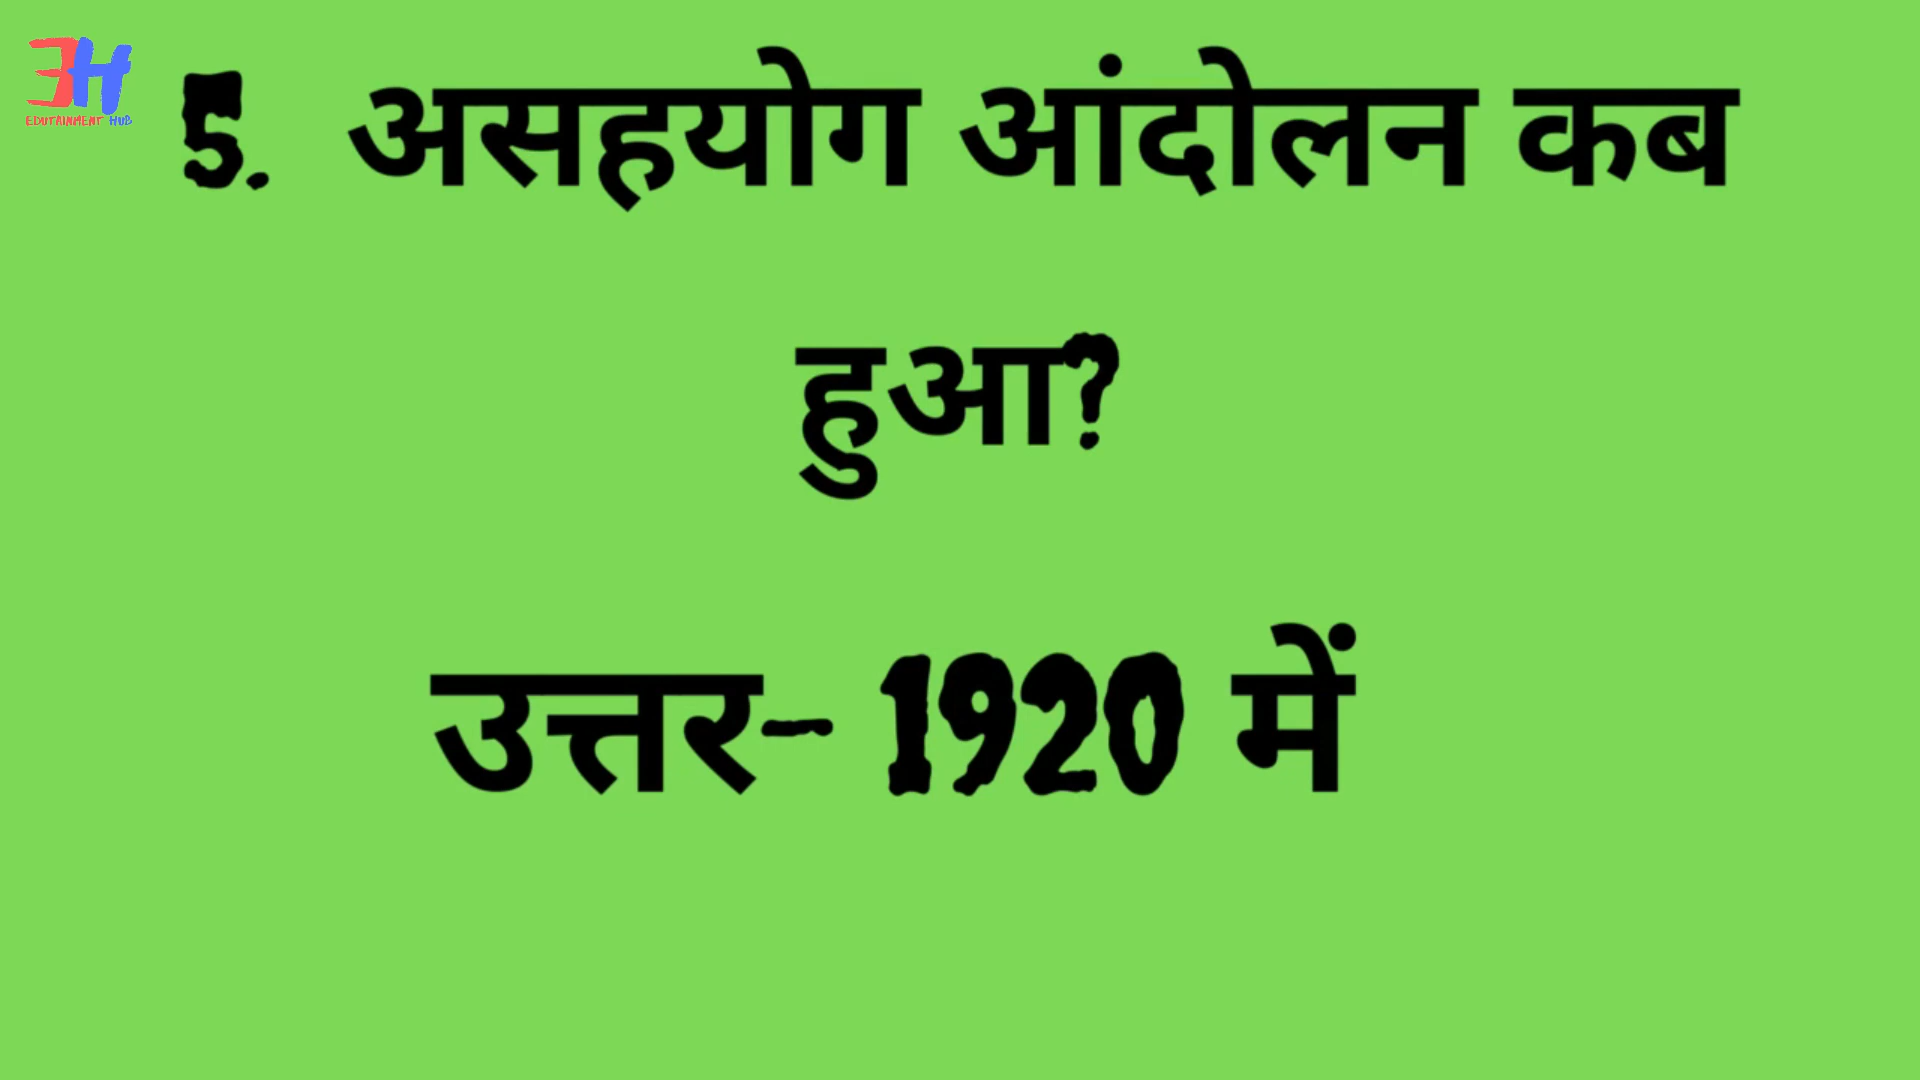 EDUTAINMENT HUB
5. असहयोग आंदोलन कब
हुआ?
उत्तर- 1920 में